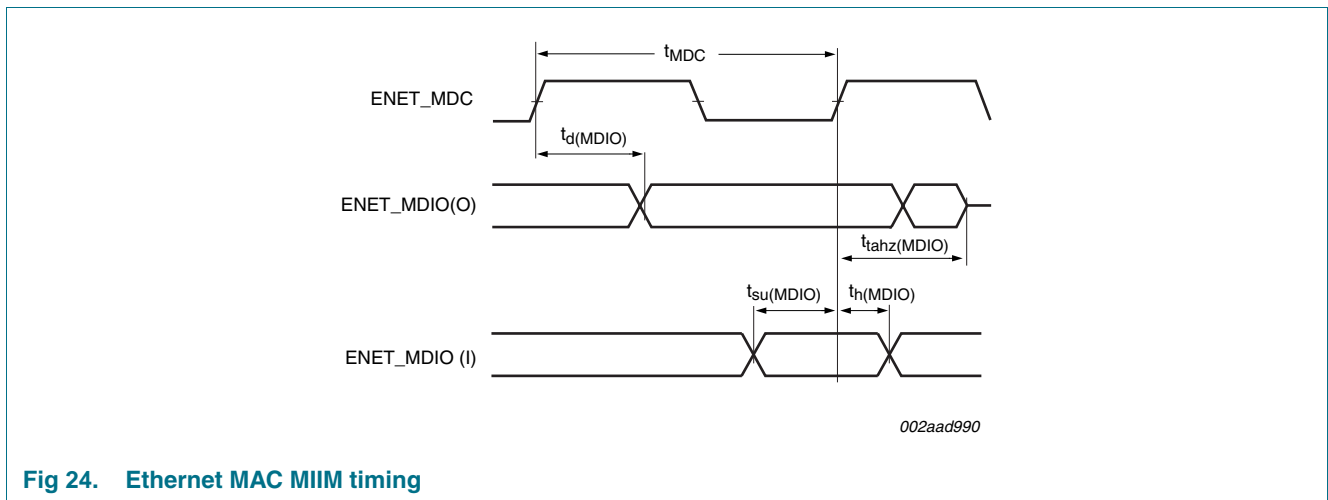 tMDC
ENET_MDC
td(MDIO)
ENET_MDIO(O)
ttahz(MDIO)
tsu(MDIO) th(MDIO)
ENET_MDIO (I)
002aad990
Fig 24. Ethernet MAC MIIM timing